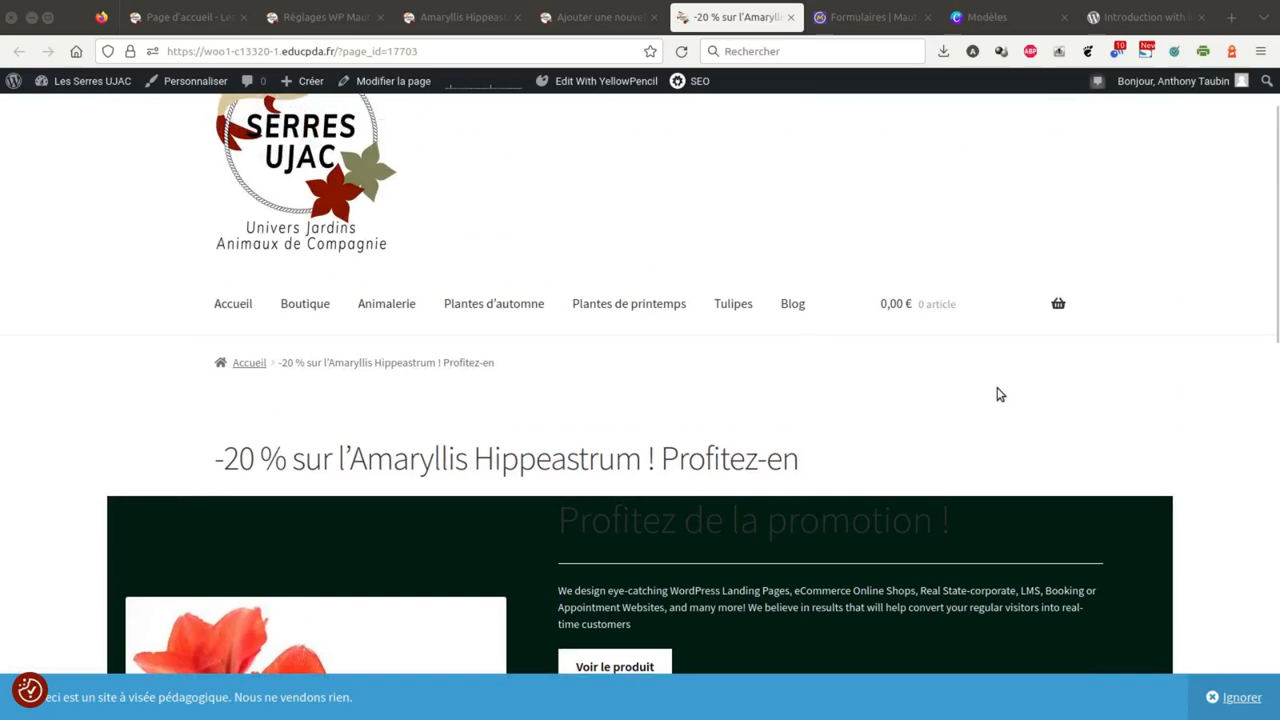 Page d'accueil - Les
Réglages WP Maut
Amaryllis Hippeast
Ajouter une nouve
-20 % sur l'Amarylli
Formulaires | Maut
Modèles
Introduction with
https://woo1-c13320-1.educpda.fr/?page_id=17703
Rechercher
ABP
10
New
Les Serres UJAC
Personnaliser
0
Créer
Modifier la page
Edit With YellowPencil
SEO
Bonjour, Anthony Taubin
SERRES
UJAC
Univers Jardins
Animaux de Compagnie
Accueil
Boutique
Animalerie
Plantes d'automne
Plantes de printemps
Tulipes
Blog
0,00 € 0 article
Accueil › -20 % sur l'Amaryllis Hippeastrum ! Profitez-en
-20 % sur l'Amaryllis Hippeastrum ! Profitez-en
Profitez de la promotion !
We design eye-catching WordPress Landing Pages, eCommerce Online Shops, Real State-corporate, LMS, Booking or
Appointment Websites, and many more! We believe in results that will help convert your regular visitors into real-
time customers
Voir le produit
eci est un site à visée pédagogique. Nous ne vendons rien.
Ignorer